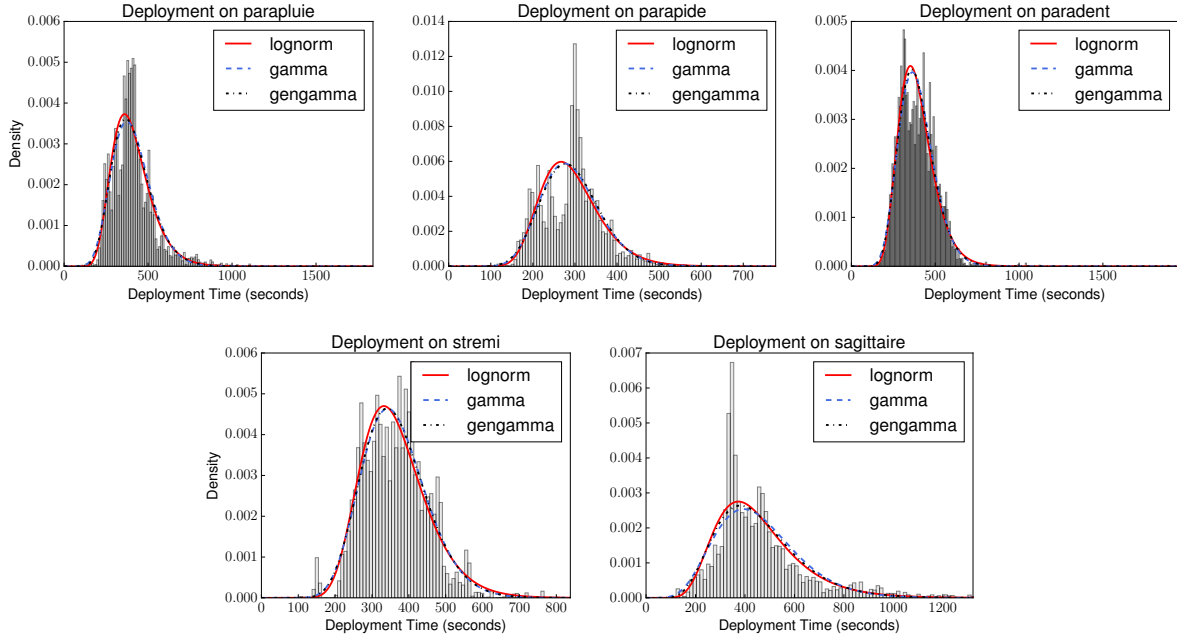 Deployment on parapluie
0.006
0.005
0.004
0.003
0.002
0.001
0.000
Density
0
500
1000
1500
Deployment Time (seconds)
lognorm
gamma
gengamma
Deployment on parapide
0.014
0.012
0.010
0.008
0.006
0.004
0.002
0.000
Density
0
100
200
300
400
500
600
700
Deployment Time (seconds)
lognorm
gamma
gengamma
Deployment on paradent
0.005
0.004
0.003
0.002
0.001
0.000
0
500
1000
1500
Deployment Time (seconds)
lognorm
gamma
gengamma
Deployment on stremi
0.006
0.005
0.004
0.003
0.002
0.001
0.000
0
100
200
300
400
500
600
700
800
Deployment Time (seconds)
lognorm
gamma
gengamma
Deployment on sagittaire
0.007
0.006
0.005
0.004
0.003
0.002
0.001
0.000
Density
0
200
400
600
800
1000
1200
Deployment Time (seconds)
lognorm
gamma
gengamma